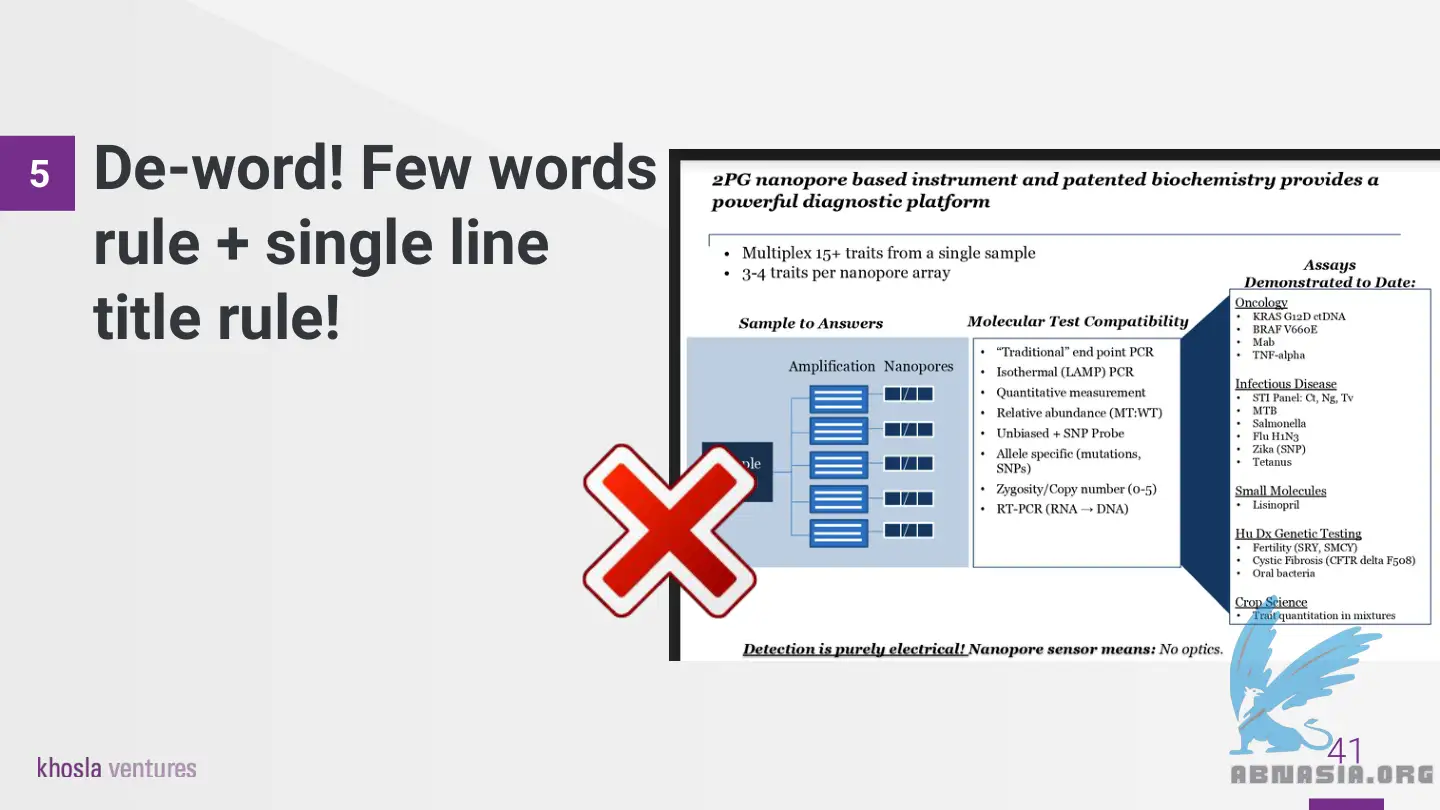 5
De-word! Few words
rule + single line
title rule!
2PG nanopore based instrument and patented biochemistry provides a
powerful diagnostic platform
• Multiplex 15+ traits from a single sample
• 3-4 traits per nanopore array
Sample to Answers
Amplification Nanopores
Molecular Test Compatibility
• “Traditional” end point PCR
• Isothermal (LAMP) PCR
• Quantitative measurement
• Relative abundance (MT:WT)
• Unbiased + SNP Probe
• Allele specific (mutations,
SNPs)
• Zygosity/Copy number (0-5)
• RT-PCR (RNA → DNA)
Assays
Demonstrated to Date:
Oncology
• KRAS G12D ctDNA
• BRAF V660E
• Mab
• TNF-alpha
Infectious Disease
• STI Panel: Ct, Ng, Tv
• MTB
• Salmonella
• Flu H1N3
• Zika (SNP)
• Tetanus
Small Molecules
• Lisinopril
Hu Dx Genetic Testing
• Fertility (SRY, SMCY)
• Cystic Fibrosis (CFTR delta F508)
• Oral bacteria
Crop Science
• Trait quantitation in mixtures
Detection is purely electrical! Nanopore sensor means: No optics.
khosla ventures
41
ABNASIA.ORG